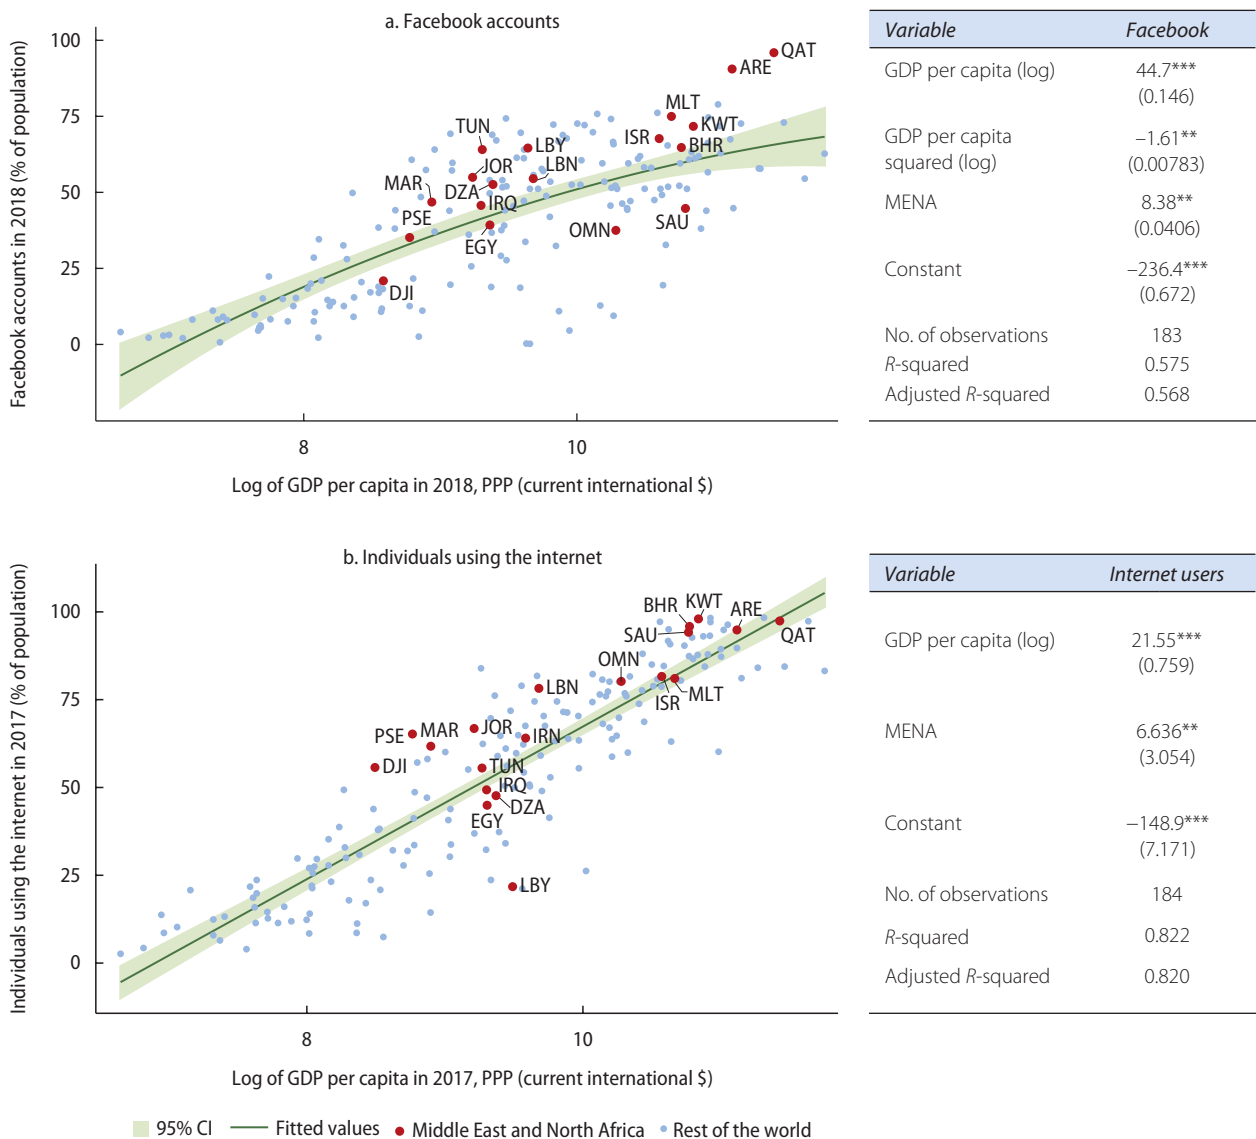 a. Facebook accounts
Facebook accounts in 2018 (% of population)
100
75
50
25
0
8
10
QAT
ARE
MLT
KWT
ISR
BHR
TUN
LBY
JOR
LBN
MAR
DZA
IRQ
PSE
EGY
OMN
SAU
DJI
Log of GDP per capita in 2018, PPP (current international $)
Variable Facebook
GDP per capita (log) 44.7***
(0.146)
GDP per capita −1.61**
squared (log) (0.00783)
MENA 8.38**
(0.0406)
Constant −236.4***
(0.672)
No. of observations 183
R-squared 0.575
Adjusted R-squared 0.568
b. Individuals using the internet
Individuals using the internet in 2017 (% of population)
100
75
50
25
0
8
10
BHR
KWT
ARE
SAU
QAT
OMN
ISR
MLT
LBN
PSE
MAR
JOR
IRN
DJI
TUN
IRQ
DZA
EGY
LBY
Log of GDP per capita in 2017, PPP (current international $)
Variable Internet users
GDP per capita (log) 21.55***
(0.759)
MENA 6.636**
(3.054)
Constant −148.9***
(7.171)
No. of observations 184
R-squared 0.822
Adjusted R-squared 0.820
95% CI Fitted values Middle East and North Africa Rest of the world